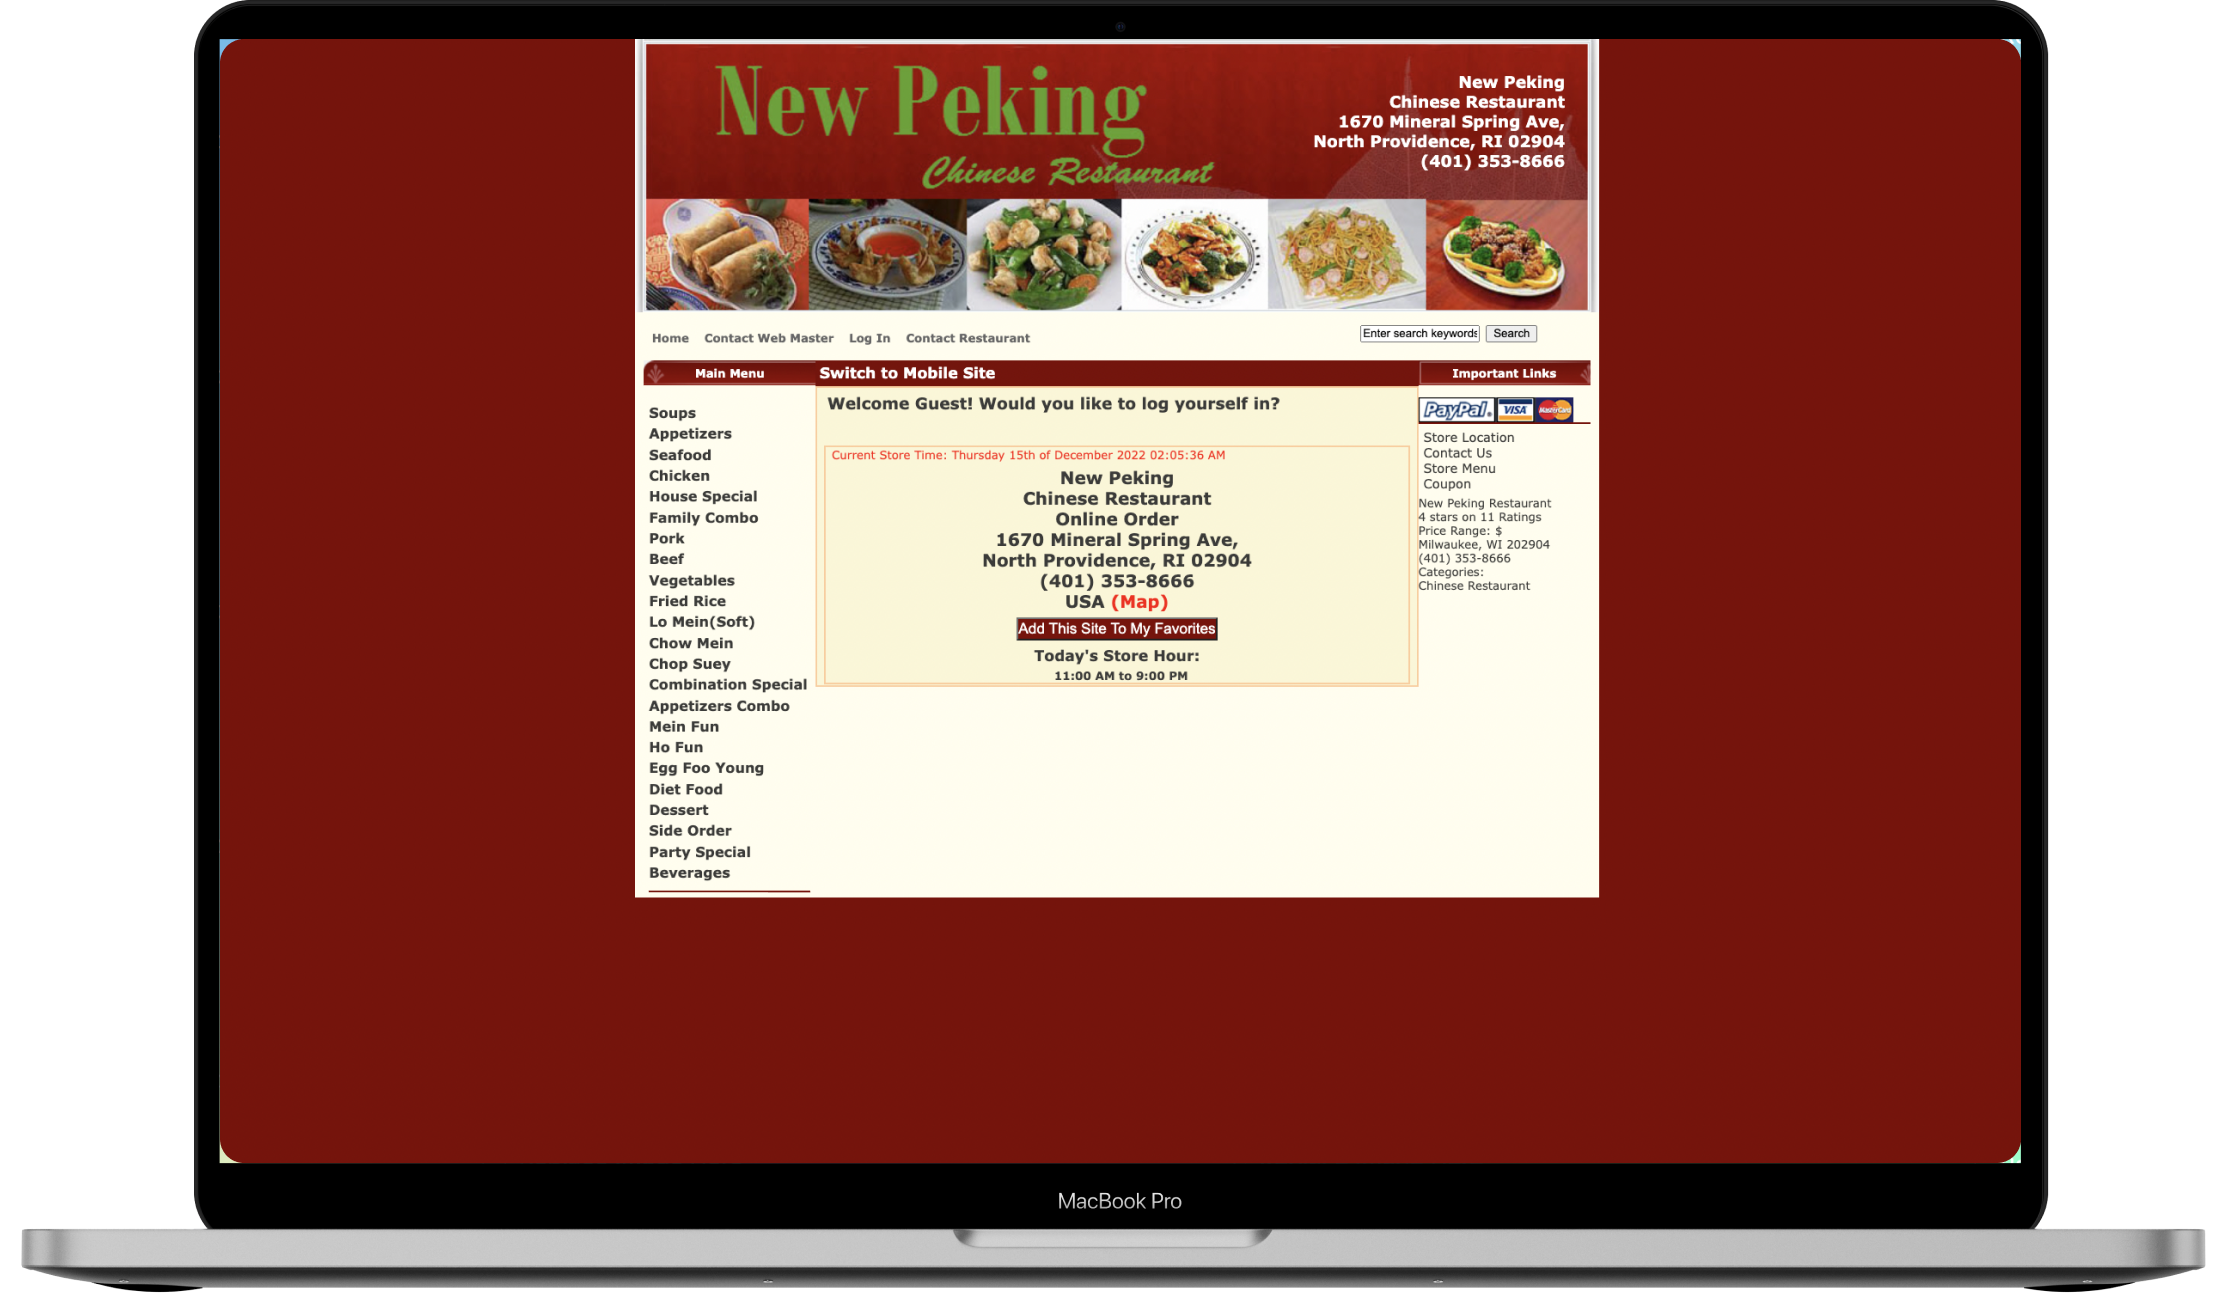 New Peking
Chinese Restaurant
New Peking
Chinese Restaurant
1670 Mineral Spring Ave,
North Providence, RI 02904
(401) 353-8666
Home Contact Web Master Log In Contact Restaurant
Enter search keywords Search
Main Menu
Soups
Appetizers
Seafood
Chicken
House Special
Family Combo
Pork
Beef
Vegetables
Fried Rice
Lo Mein(Soft)
Chow Mein
Chop Suey
Combination Special
Appetizers Combo
Mein Fun
Ho Fun
Egg Foo Young
Diet Food
Dessert
Side Order
Party Special
Beverages
Switch to Mobile Site
Welcome Guest! Would you like to log yourself in?
Current Store Time: Thursday 15th of December 2022 02:05:36 AM
New Peking
Chinese Restaurant
Online Order
1670 Mineral Spring Ave,
North Providence, RI 02904
(401) 353-8666
USA (Map)
Add This Site To My Favorites
Today's Store Hour:
11:00 AM to 9:00 PM
Important Links
PayPal. VISA MasterCard
Store Location
Contact Us
Store Menu
Coupon
New Peking Restaurant
4 stars on 11 Ratings
Price Range: $
Milwaukee, WI 202904
(401) 353-8666
Categories:
Chinese Restaurant
MacBook Pro